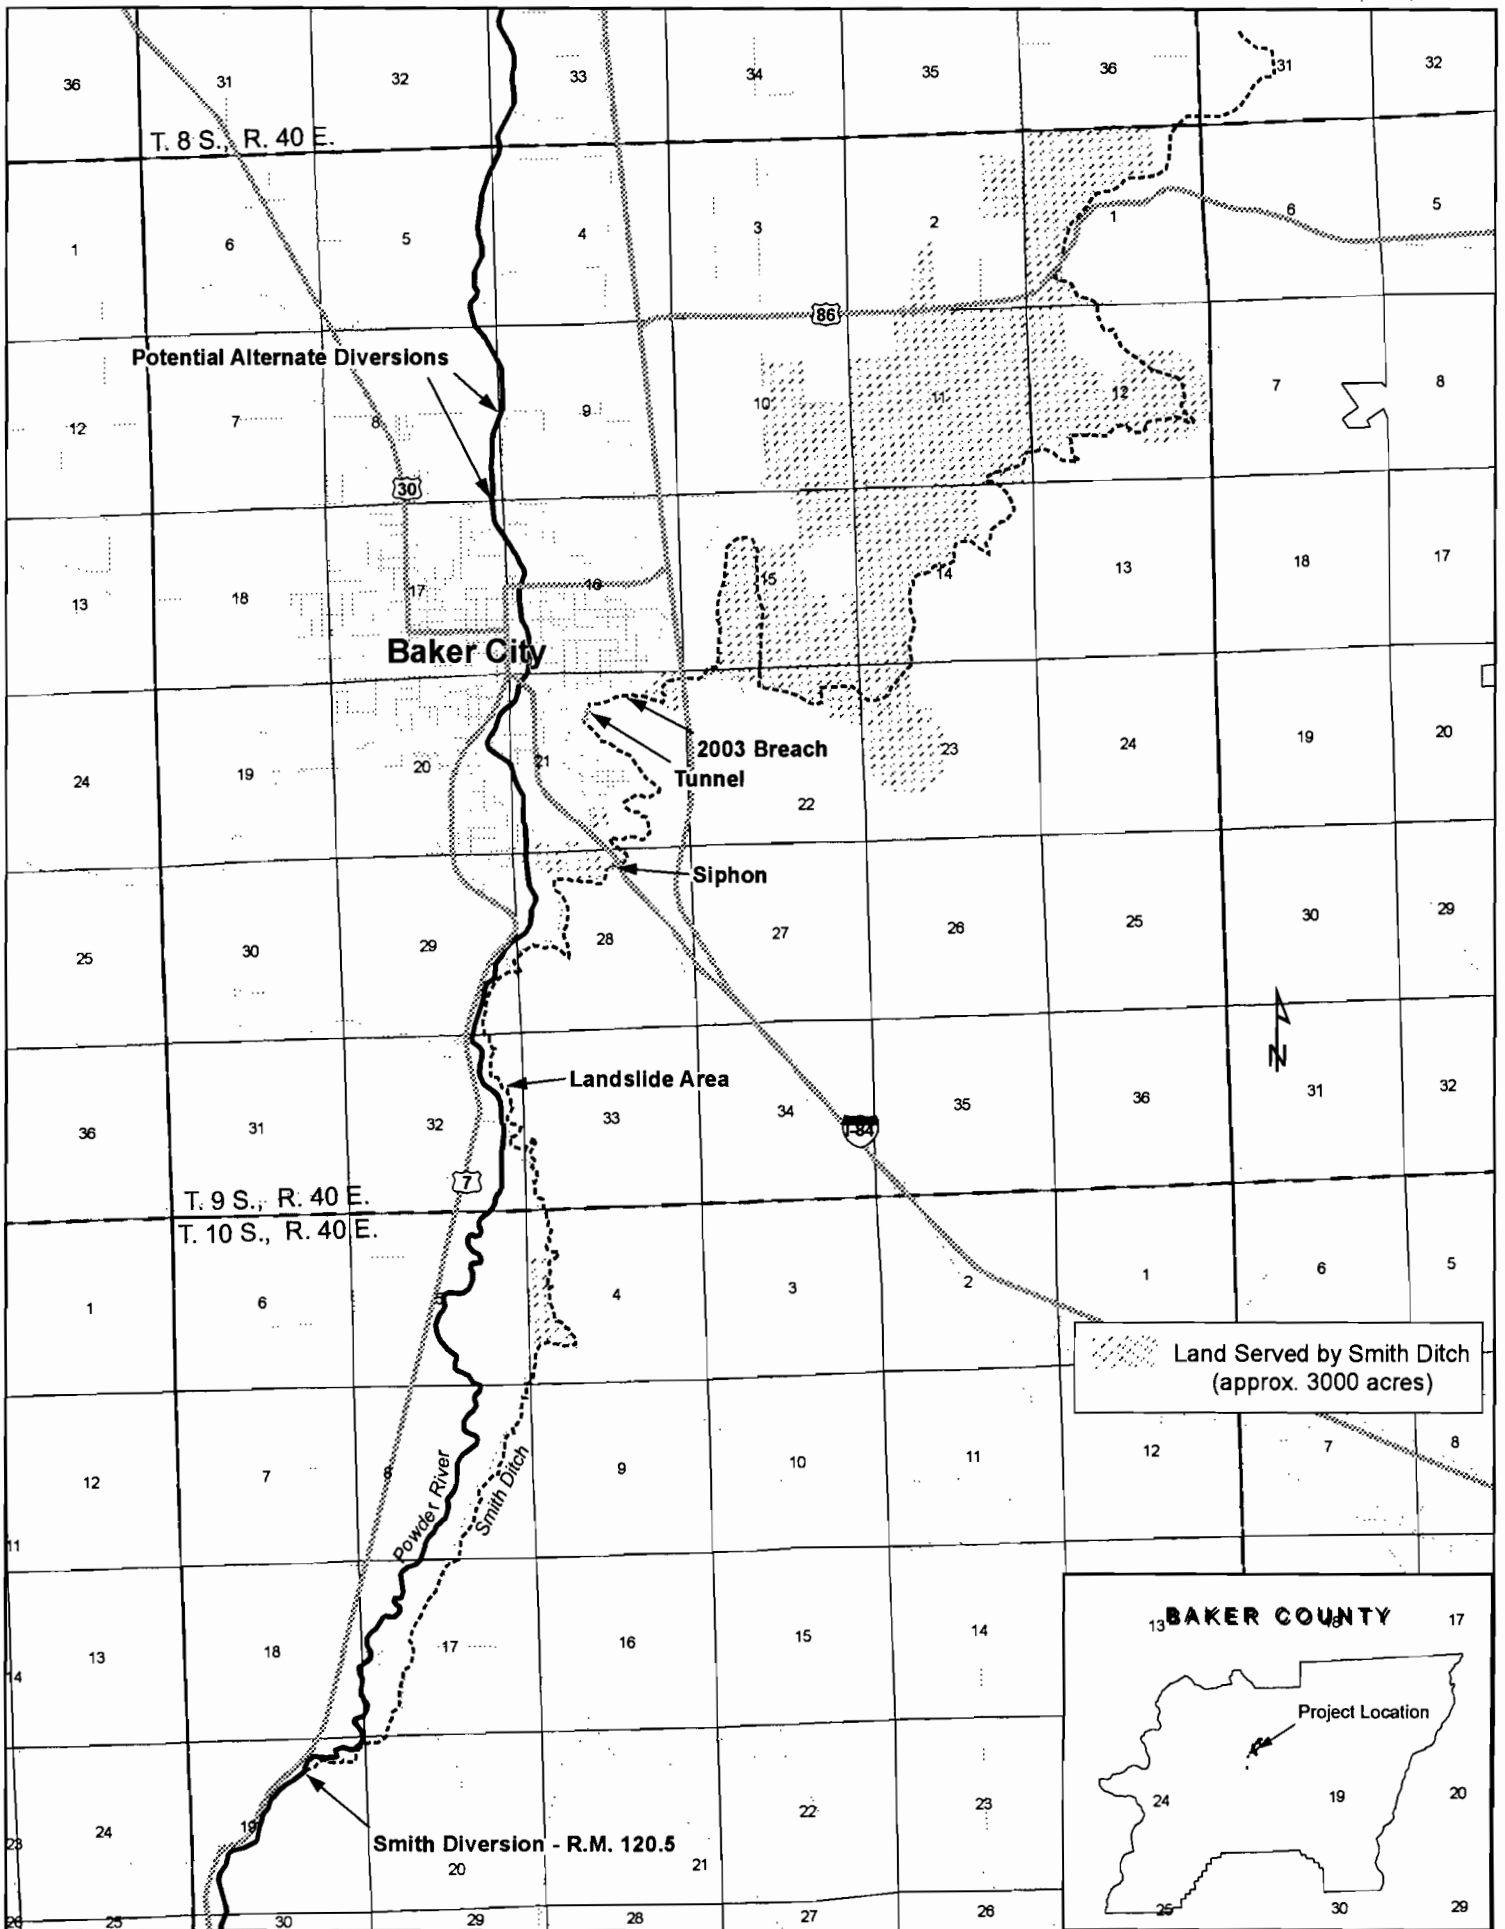 36 31 32 33 34 35 36 31 32
T. 8 S., R. 40 E.
1 6 5 4 3 2 1 6 5
86
Potential Alternate Diversions
12 7 8 9 10 11 12 7 8
30
13 18 17 16 15 14 13 18 17
Baker City
2003 Breach
Tunnel
24 19 20 21 22 23 24 19 20
Siphon
25 30 29 28 27 26 25 30 29
N
Landslide Area
36 31 32 33 34 35 36 31 32
I-84
7
T. 9 S., R. 40 E.
T. 10 S., R. 40 E.
1 6 5 4 3 2 1 6 5
Land Served by Smith Ditch
(approx. 3000 acres)
12 7 8 9 10 11 12 7 8
Powder River
Smith Ditch
11
13 18 17 16 15 14 13 18 17
14
BAKER COUNTY
Project Location
23 24 19 20 21 22 23 24 19 20
Smith Diversion - R.M. 120.5
26 25 30 29 28 27 26 25 30 29